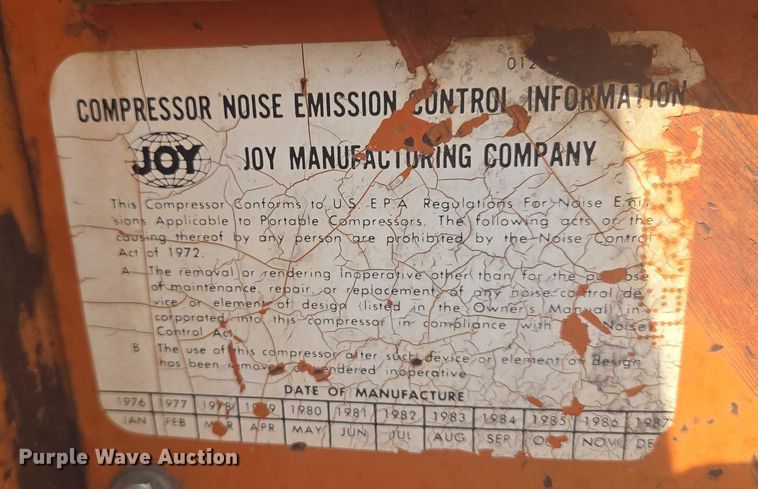 012
COMPRESSOR NOISE EMISSION CONTROL INFORMATION
JOY JOY MANUFACTURING COMPANY
This Compressor Conforms to U.S. E.P.A. Regulations For Noise Emis-
sions Applicable to Portable Compressors. The following acts or the
causing thereof by any person are prohibited by the Noise Control
Act of 1972.
A The removal or rendering inoperative other than for the purpose
of maintenance, repair, or replacement of any noise control de-
vice or element of design (listed in the Owner's Manual) in-
corporated into this compressor in compliance with Noise
Control Act.
B The use of this compressor after such device or element of design
has been removed or rendered inoperative
DATE OF MANUFACTURE
1976 1977 1978 1979 1980 1981 1982 1983 1984 1985 1986 1987
JAN FEB MAR APR MAY JUN JUL AUG SEP OCT NOV DE
Purple Wave Auction